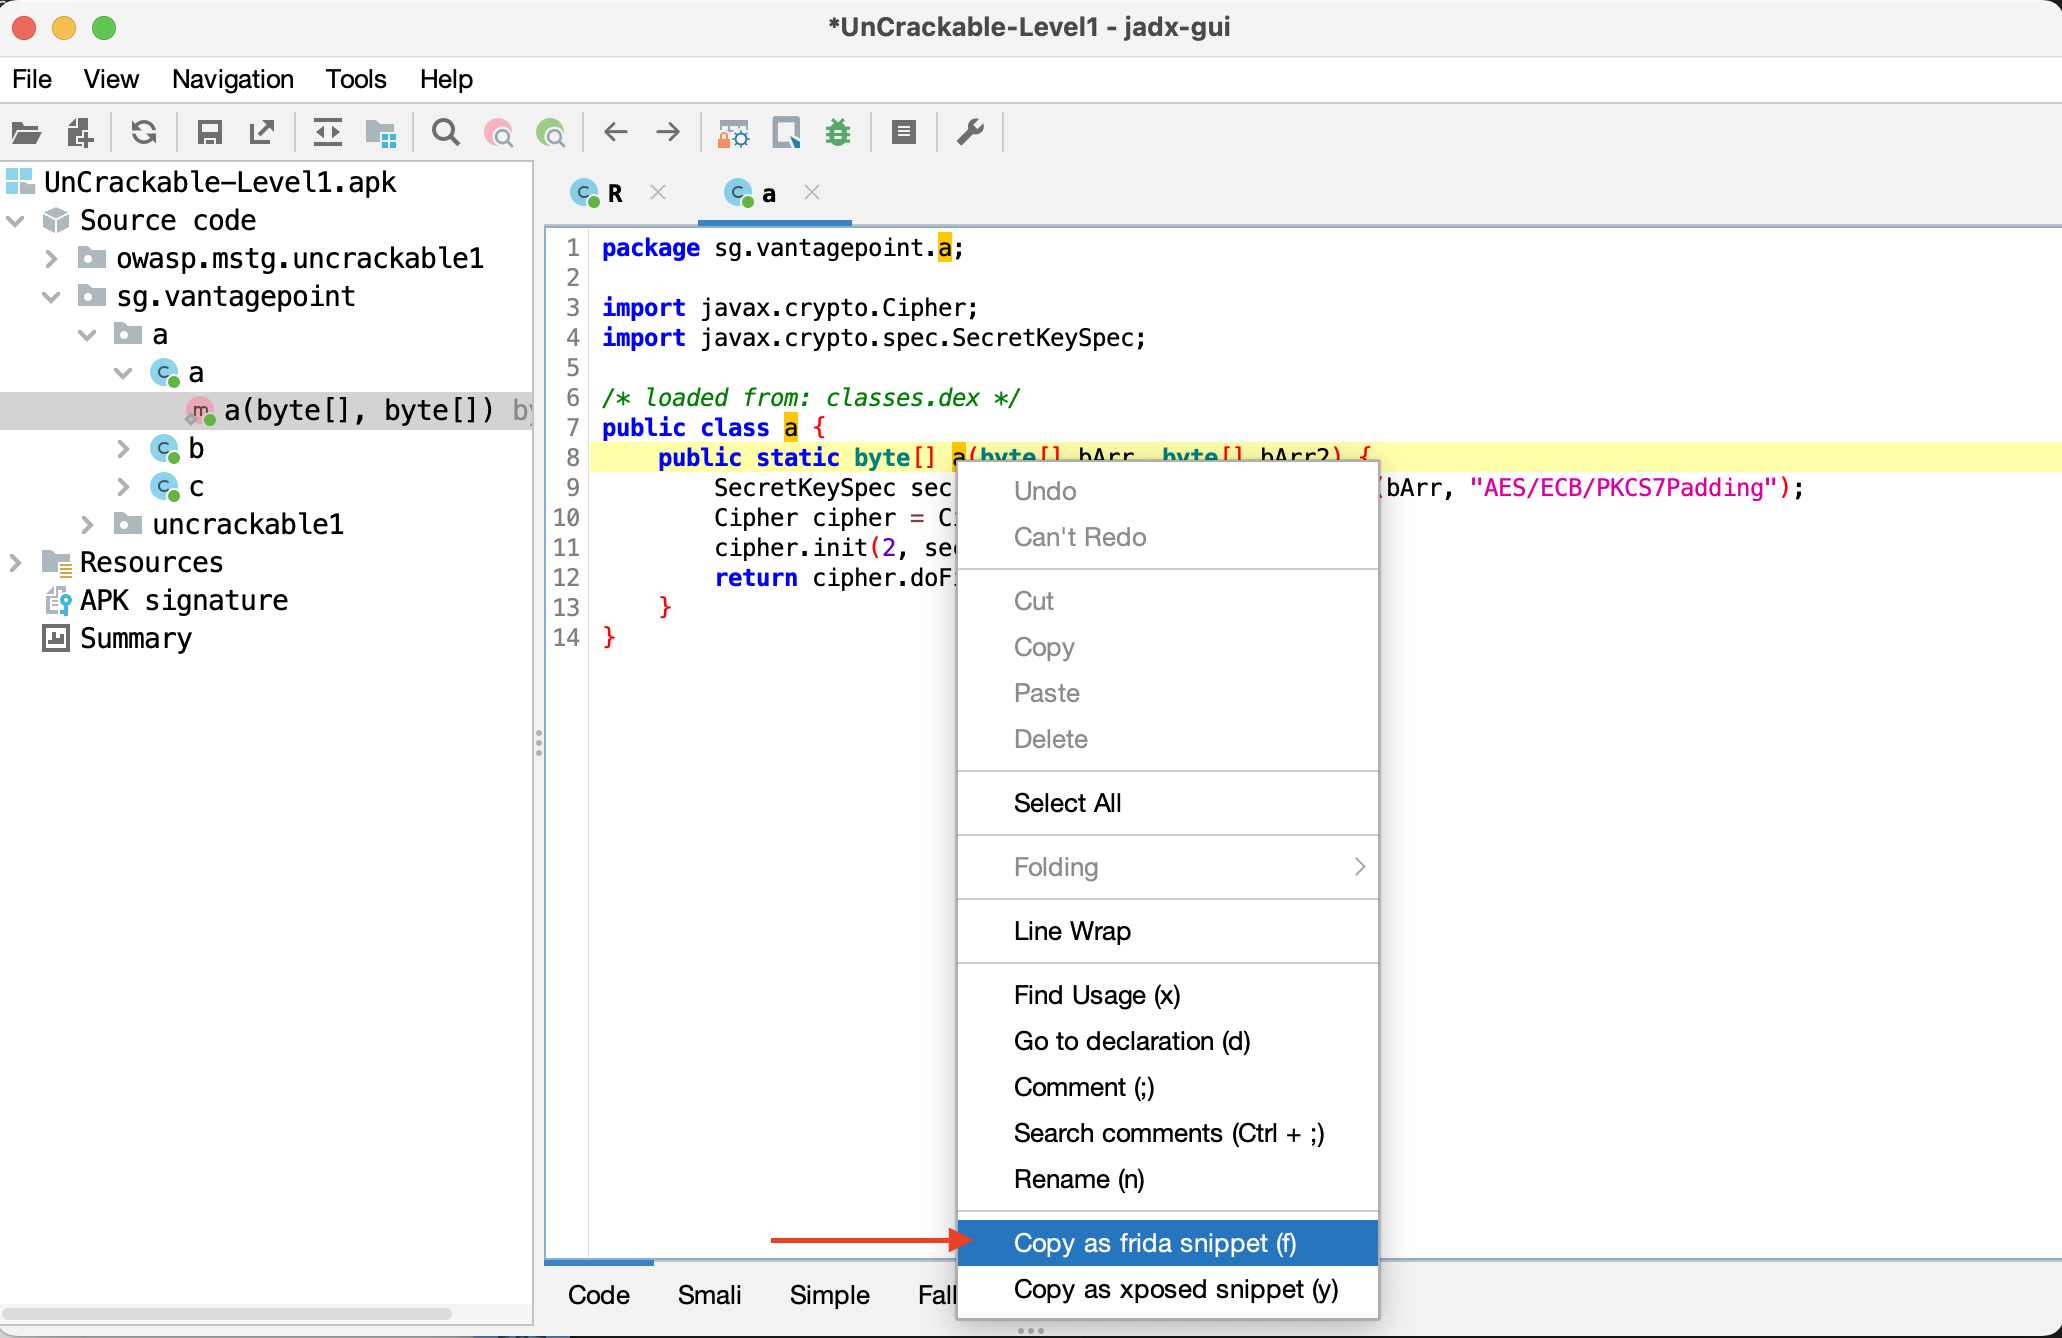 *UnCrackable-Level1 - jadx-gui
File View Navigation Tools Help
UnCrackable-Level1.apk
Source code
owasp.mstg.uncrackable1
sg.vantagepoint
a
a
a(byte[], byte[])
b
c
uncrackable1
Resources
APK signature
Summary
R a
1 package sg.vantagepoint.a;
2
3 import javax.crypto.Cipher;
4 import javax.crypto.spec.SecretKeySpec;
5
6 /* loaded from: classes.dex */
7 public class a {
8 public static byte[] a(byte[] bArr, byte[] bArr2) {
9 SecretKeySpec sec (bArr, "AES/ECB/PKCS7Padding");
10 Cipher cipher = C
11 cipher.init(2, se
12 return cipher.doF
13 }
14 }
Undo
Can't Redo
Cut
Copy
Paste
Delete
Select All
Folding
Line Wrap
Find Usage (x)
Go to declaration (d)
Comment (;)
Search comments (Ctrl + ;)
Rename (n)
Copy as frida snippet (f)
Copy as xposed snippet (y)
Code Smali Simple Fall